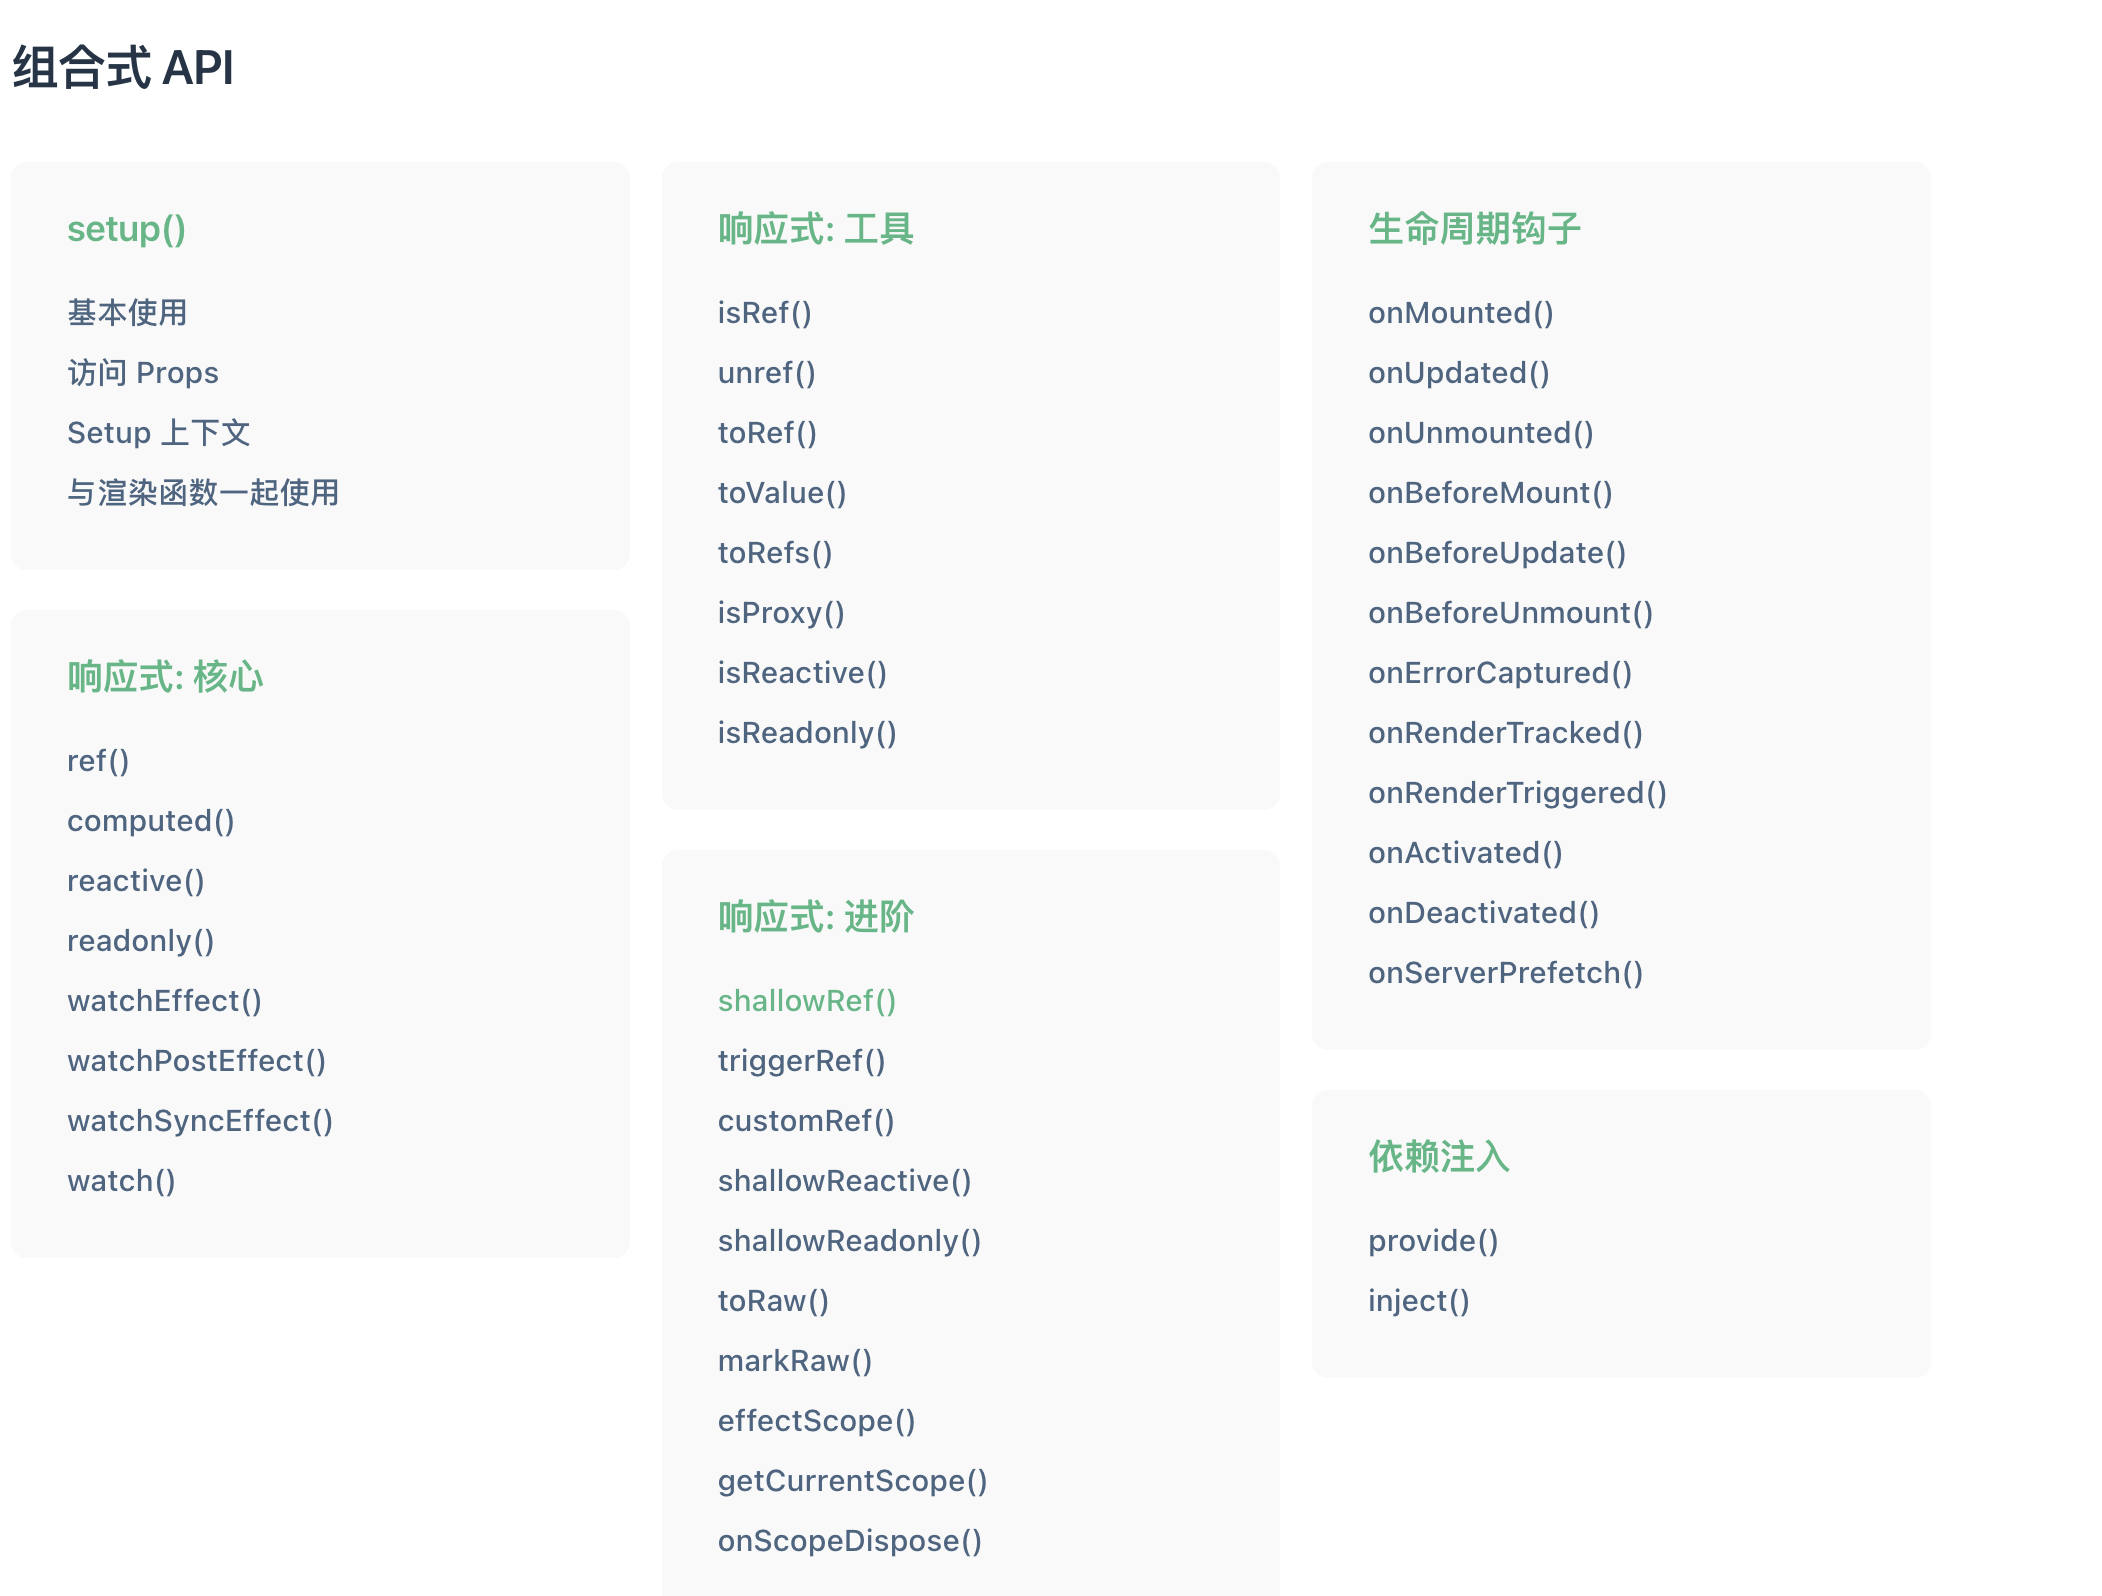 组合式 API
setup()
基本使用
访问 Props
Setup 上下文
与渲染函数一起使用
响应式: 核心
ref()
computed()
reactive()
readonly()
watchEffect()
watchPostEffect()
watchSyncEffect()
watch()
响应式: 工具
isRef()
unref()
toRef()
toValue()
toRefs()
isProxy()
isReactive()
isReadonly()
响应式: 进阶
shallowRef()
triggerRef()
customRef()
shallowReactive()
shallowReadonly()
toRaw()
markRaw()
effectScope()
getCurrentScope()
onScopeDispose()
生命周期钩子
onMounted()
onUpdated()
onUnmounted()
onBeforeMount()
onBeforeUpdate()
onBeforeUnmount()
onErrorCaptured()
onRenderTracked()
onRenderTriggered()
onActivated()
onDeactivated()
onServerPrefetch()
依赖注入
provide()
inject()